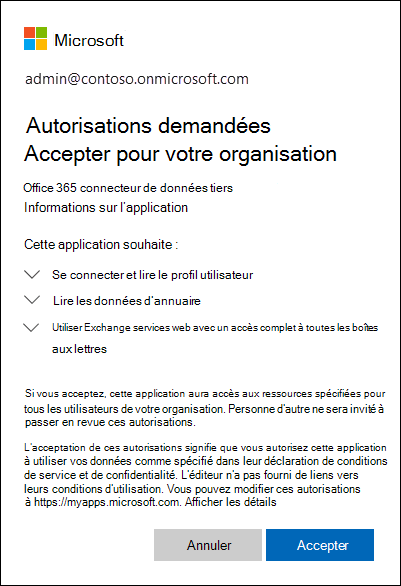 Microsoft
admin@contoso.onmicrosoft.com
Autorisations demandées
Accepter pour votre organisation
Office 365 connecteur de données tiers
Informations sur l'application
Cette application souhaite :
Se connecter et lire le profil utilisateur
Lire les données d'annuaire
Utiliser Exchange services web avec un accès complet à toutes les boîtes
aux lettres
Si vous acceptez, cette application aura accès aux ressources spécifiées pour
tous les utilisateurs de votre organisation. Personne d'autre ne sera invité à
passer en revue ces autorisations.
L'acceptation de ces autorisations signifie que vous autorisez cette application
à utiliser vos données comme spécifié dans leur déclaration de conditions
de service et de confidentialité. L'éditeur n'a pas fourni de liens vers
leurs conditions d'utilisation. Vous pouvez modifier ces autorisations
à https://myapps.microsoft.com. Afficher les détails
Annuler
Accepter